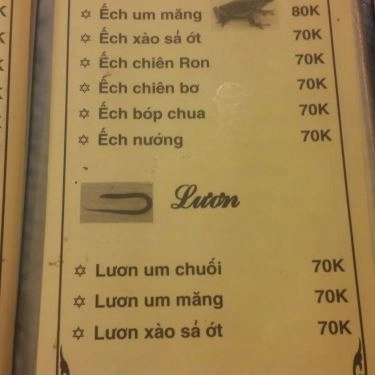 Ếch um măng 80K
Ếch xào sả ớt 70K
Ếch chiên Ron 70K
Ếch chiên bơ 70K
Ếch bóp chua 70K
Ếch nướng 70K
Lươn
Lươn um chuối 70K
Lươn um măng 70K
Lươn xào sả ớt 70K